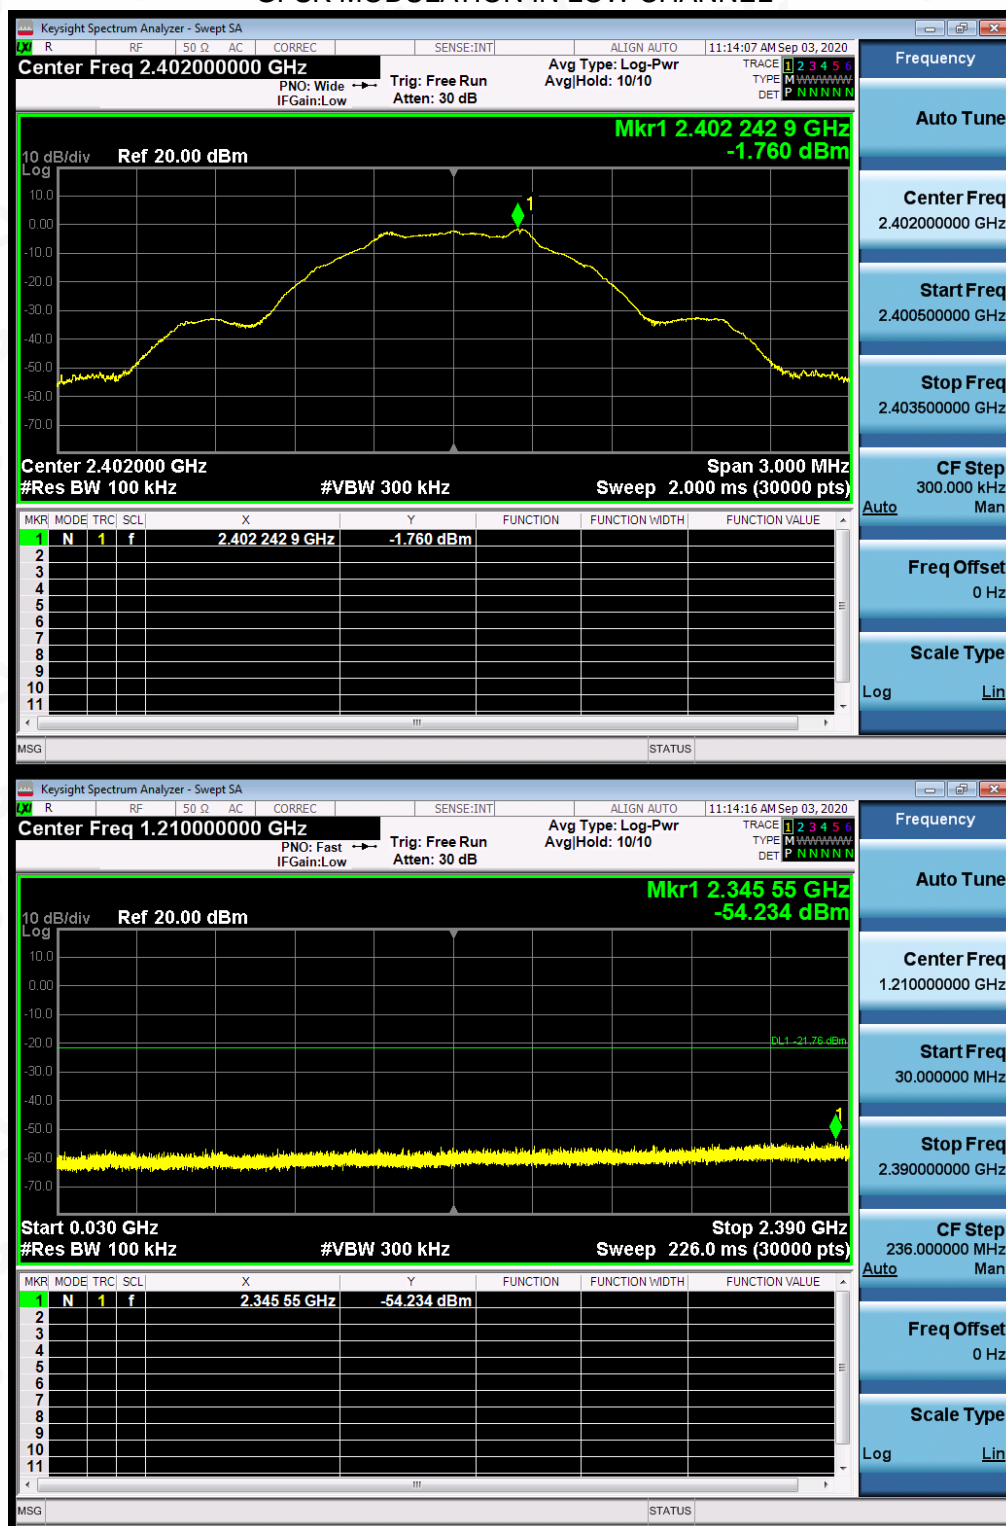 Keysight Spectrum Analyzer - Swept SA
LXI R RF 50 Ω AC CORREC SENSE:INT ALIGN AUTO 11:14:07 AM Sep 03, 2020
Center Freq 2.402000000 GHz
PNO: Wide
IFGain:Low
Trig: Free Run
Atten: 30 dB
Avg Type: Log-Pwr
Avg|Hold: 10/10
TRACE 1 2 3 4 5 6
TYPE M WWWWW
DET P N N N N N
Mkr1 2.402 242 9 GHz
-1.760 dBm
10 dB/div Ref 20.00 dBm
Log
10.0
0.00
-10.0
-20.0
-30.0
-40.0
-50.0
-60.0
-70.0
1
Center 2.402000 GHz Span 3.000 MHz
#Res BW 100 kHz #VBW 300 kHz Sweep 2.000 ms (30000 pts)
MKR MODE TRC SCL X Y FUNCTION FUNCTION WIDTH FUNCTION VALUE
1 N 1 f 2.402 242 9 GHz -1.760 dBm
2
3
4
5
6
7
8
9
10
11
MSG STATUS
Frequency
Auto Tune
Center Freq
2.402000000 GHz
Start Freq
2.400500000 GHz
Stop Freq
2.403500000 GHz
CF Step
300.000 kHz
Auto Man
Freq Offset
0 Hz
Scale Type
Log Lin
Keysight Spectrum Analyzer - Swept SA
LXI R RF 50 Ω AC CORREC SENSE:INT ALIGN AUTO 11:14:16 AM Sep 03, 2020
Center Freq 1.210000000 GHz
PNO: Fast
IFGain:Low
Trig: Free Run
Atten: 30 dB
Avg Type: Log-Pwr
Avg|Hold: 10/10
TRACE 1 2 3 4 5 6
TYPE M WWWWW
DET P N N N N N
Mkr1 2.345 55 GHz
-54.234 dBm
10 dB/div Ref 20.00 dBm
Log
10.0
0.00
-10.0
-20.0
-30.0
-40.0
-50.0
-60.0
-70.0
DL1 -21.76 dBm
1
Start 0.030 GHz Stop 2.390 GHz
#Res BW 100 kHz #VBW 300 kHz Sweep 226.0 ms (30000 pts)
MKR MODE TRC SCL X Y FUNCTION FUNCTION WIDTH FUNCTION VALUE
1 N 1 f 2.345 55 GHz -54.234 dBm
2
3
4
5
6
7
8
9
10
11
MSG STATUS
Frequency
Auto Tune
Center Freq
1.210000000 GHz
Start Freq
30.000000 MHz
Stop Freq
2.390000000 GHz
CF Step
236.000000 MHz
Auto Man
Freq Offset
0 Hz
Scale Type
Log Lin